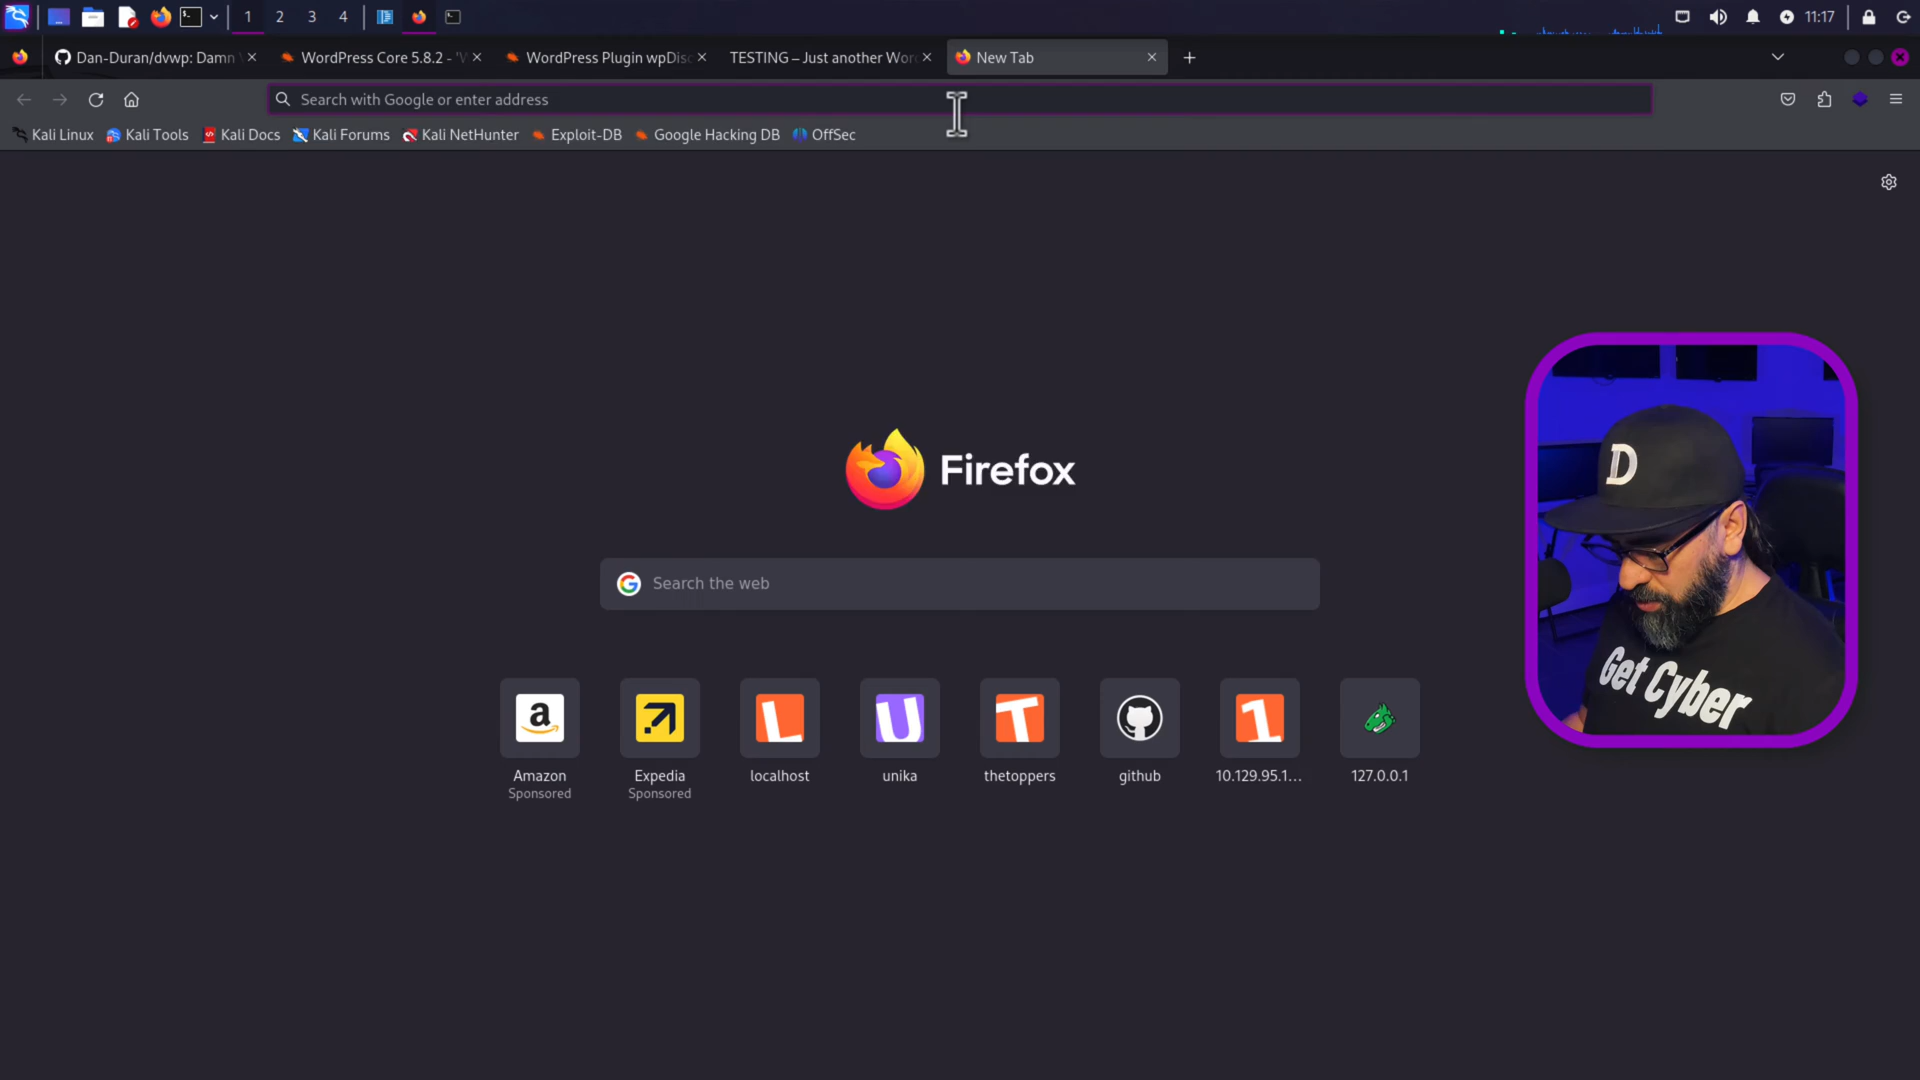 1 2 3 4 11:17
Dan-Duran/dvwp: Damn WordPress Core 5.8.2 - 'W WordPress Plugin wpDisc TESTING – Just another Wor New Tab
Search with Google or enter address
Kali Linux Kali Tools Kali Docs Kali Forums Kali NetHunter Exploit-DB Google Hacking DB OffSec
Firefox
D
Search the web
Get Cyber
a L U T 1
Amazon Expedia localhost unika thetoppers github 10.129.95.1... 127.0.0.1
Sponsored Sponsored